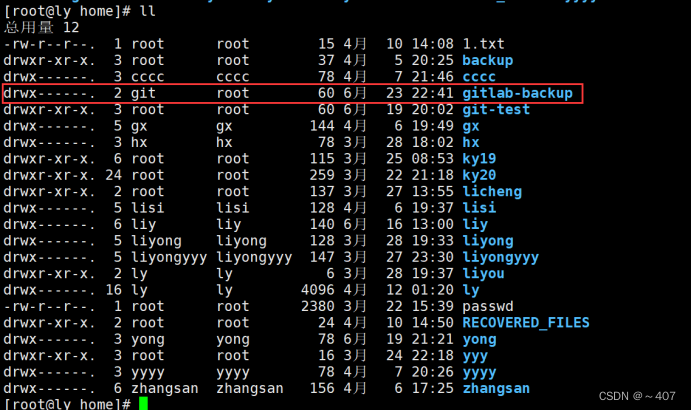 [root@ly home]# ll
总用量 12
-rw-r--r--. 1 root root 15 4月 10 14:08 1.txt
drwxr-xr-x. 3 root root 37 4月 5 20:25 backup
drwx------. 3 cccc cccc 78 4月 7 21:46 cccc
drwx------. 2 git root 60 6月 23 22:41 gitlab-backup
drwxr-xr-x. 3 root root 60 6月 19 20:02 git-test
drwx------. 5 gx gx 144 4月 6 19:49 gx
drwx------. 3 hx hx 78 3月 28 18:02 hx
drwxr-xr-x. 6 root root 115 3月 25 08:53 ky19
drwxr-xr-x. 24 root root 259 3月 22 21:18 ky20
drwxr-xr-x. 2 root root 137 3月 27 13:55 licheng
drwx------. 5 lisi lisi 128 4月 6 19:37 lisi
drwx------. 6 liy liy 140 6月 16 13:00 liy
drwx------. 5 liyong liyong 128 3月 28 19:33 liyong
drwx------. 5 liyongyyy liyongyyy 147 3月 27 23:30 liyongyyy
drwxr-xr-x. 2 ly ly 6 3月 28 19:37 liyou
drwx------. 16 ly ly 4096 4月 12 01:20 ly
-rw-r--r--. 1 root root 2380 3月 22 15:39 passwd
drwxr-xr-x. 2 root root 24 4月 10 14:50 RECOVERED_FILES
drwx------. 3 yong yong 78 6月 19 21:21 yong
drwxr-xr-x. 3 root root 16 3月 24 22:18 yyy
drwx------. 3 yyyy yyyy 78 4月 7 20:26 yyyy
drwx------. 6 zhangsan zhangsan 156 4月 6 17:25 zhangsan
[root@ly home]#
CSDN @～407